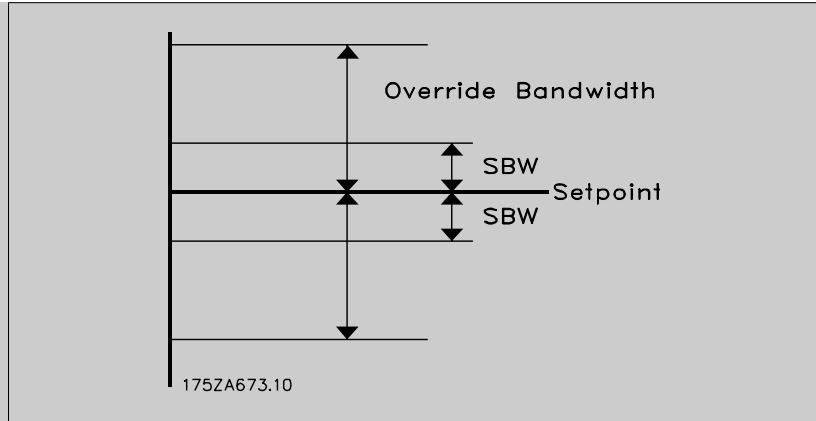 Override Bandwidth
SBW
Setpoint
SBW
175ZA673.10